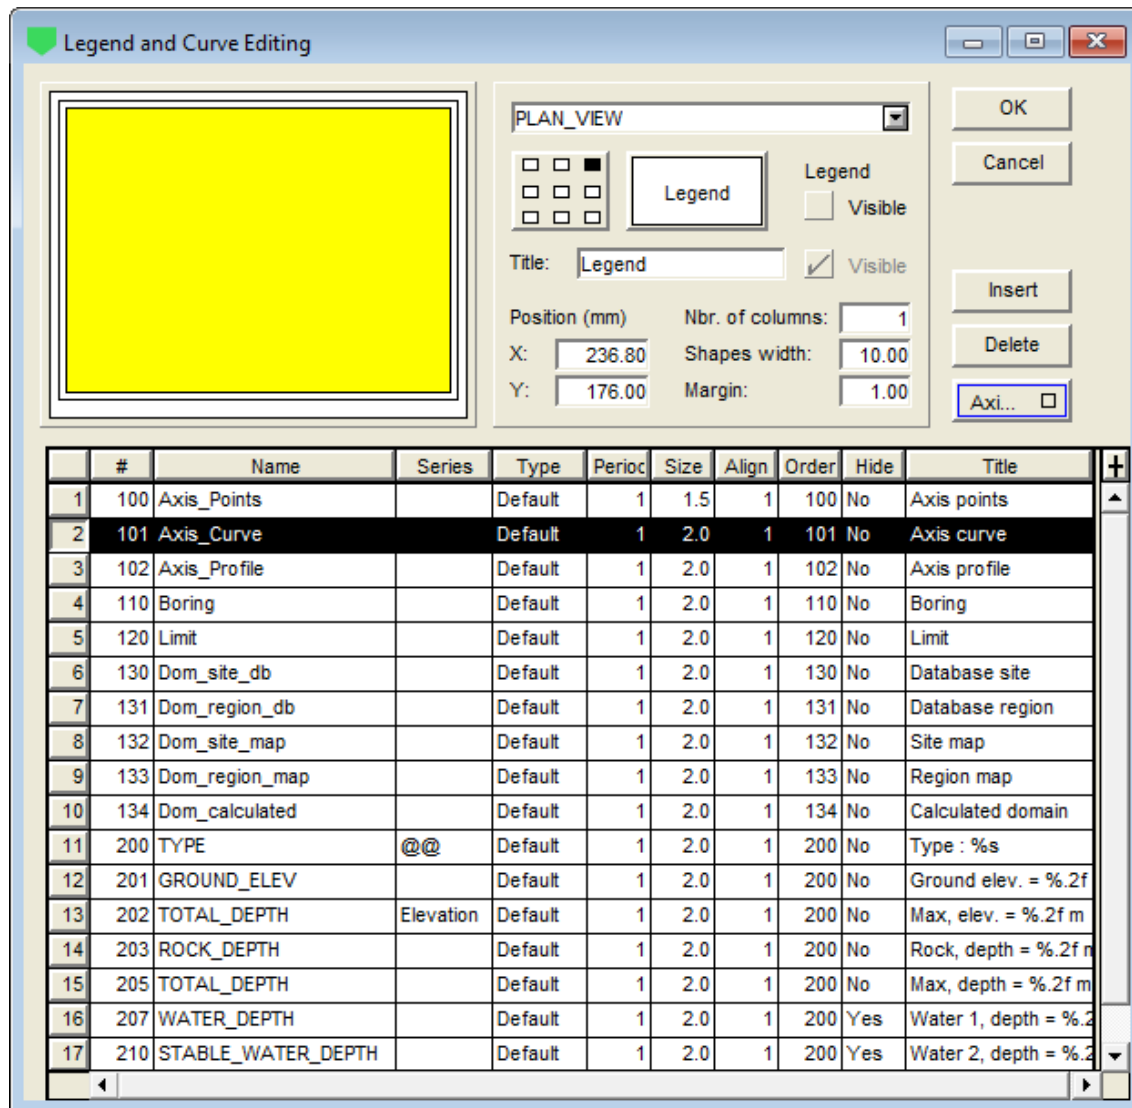 Legend and Curve Editing
PLAN_VIEW
OK
Cancel
Legend
Legend
Visible
Title: Legend Visible
Insert
Position (mm) Nbr. of columns: 1
Delete
X: 236.80 Shapes width: 10.00
Y: 176.00 Margin: 1.00
Axi...
# Name Series Type Perioc Size Align Order Hide Title
1 100 Axis_Points Default 1 1.5 1 100 No Axis points
2 101 Axis_Curve Default 1 2.0 1 101 No Axis curve
3 102 Axis_Profile Default 1 2.0 1 102 No Axis profile
4 110 Boring Default 1 2.0 1 110 No Boring
5 120 Limit Default 1 2.0 1 120 No Limit
6 130 Dom_site_db Default 1 2.0 1 130 No Database site
7 131 Dom_region_db Default 1 2.0 1 131 No Database region
8 132 Dom_site_map Default 1 2.0 1 132 No Site map
9 133 Dom_region_map Default 1 2.0 1 133 No Region map
10 134 Dom_calculated Default 1 2.0 1 134 No Calculated domain
11 200 TYPE @@ Default 1 2.0 1 200 No Type : %s
12 201 GROUND_ELEV Default 1 2.0 1 200 No Ground elev. = %.2f
13 202 TOTAL_DEPTH Elevation Default 1 2.0 1 200 No Max, elev. = %.2f m
14 203 ROCK_DEPTH Default 1 2.0 1 200 No Rock, depth = %.2f m
15 205 TOTAL_DEPTH Default 1 2.0 1 200 No Max, depth = %.2f m
16 207 WATER_DEPTH Default 1 2.0 1 200 Yes Water 1, depth = %.2
17 210 STABLE_WATER_DEPTH Default 1 2.0 1 200 Yes Water 2, depth = %.2